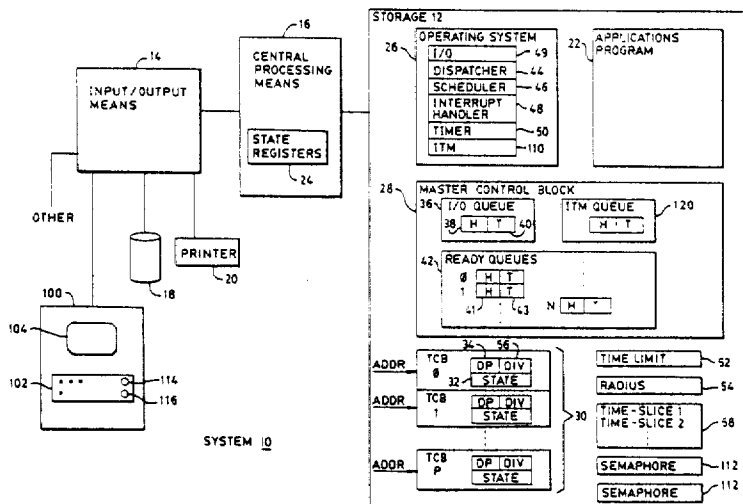 14
INPUT/OUTPUT
MEANS
16
CENTRAL
PROCESSING
MEANS
STATE
REGISTERS
24
OTHER
18
PRINTER
20
100
104
102
114
116
SYSTEM 10
STORAGE 12
26
OPERATING SYSTEM
I/O
49
DISPATCHER
44
SCHEDULER
46
INTERRUPT
HANDLER
48
TIMER
50
ITM
110
22
APPLICATIONS
PROGRAM
28
MASTER CONTROL BLOCK
36
I/O QUEUE
38
H T
40
ITM QUEUE
H T
120
42
READY QUEUES
0 H T
1 H T
41
43
N H T
34
56
ADDR
TCB
0
DP DIV
STATE
32
ADDR
TCB
1
DP DIV
STATE
ADDR
TCB
P
DP DIV
STATE
30
TIME LIMIT
52
RADIUS
54
TIME-SLICE 1
TIME-SLICE 2
58
SEMAPHORE
112
SEMAPHORE
112